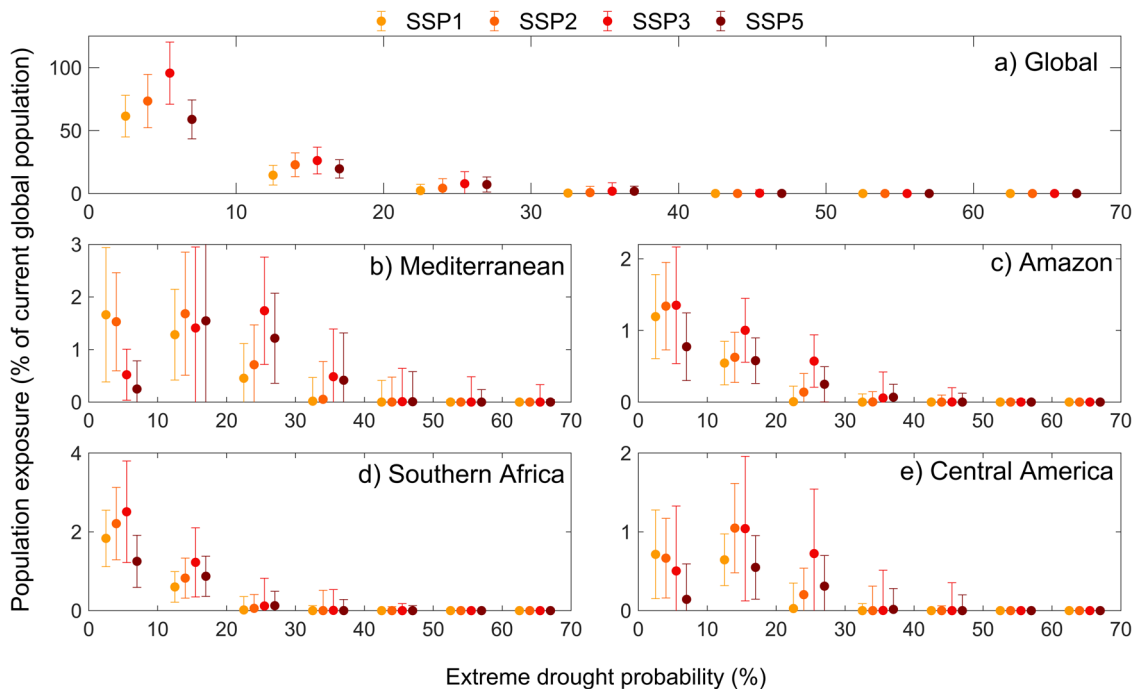 SSP1 SSP2 SSP3 SSP5
Population exposure (% of current global population)
a) Global
100
50
0
0 10 20 30 40 50 60 70
b) Mediterranean
3
2
1
0
0 10 20 30 40 50 60 70
c) Amazon
2
1
0
0 10 20 30 40 50 60 70
d) Southern Africa
4
2
0
0 10 20 30 40 50 60 70
e) Central America
2
1
0
0 10 20 30 40 50 60 70
Extreme drought probability (%)